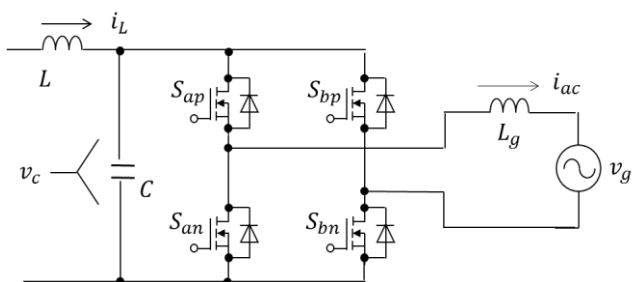 i_L
L
S_ap
S_bp
i_ac
L_g
v_g
v_c
C
S_an
S_bn